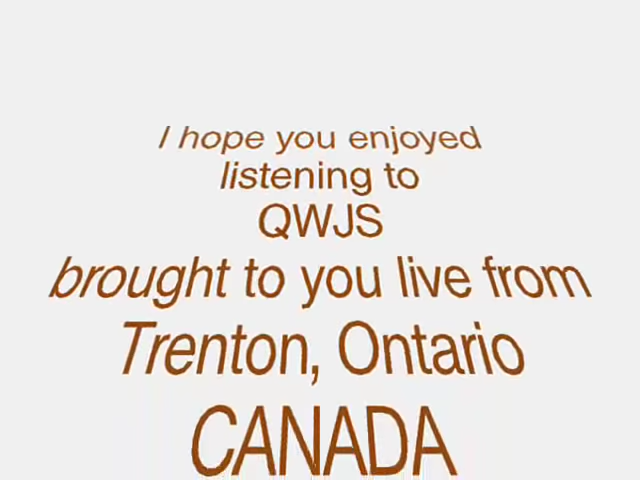 I hope you enjoyed
listening to
QWJS
brought to you live from
Trenton, Ontario
CANADA